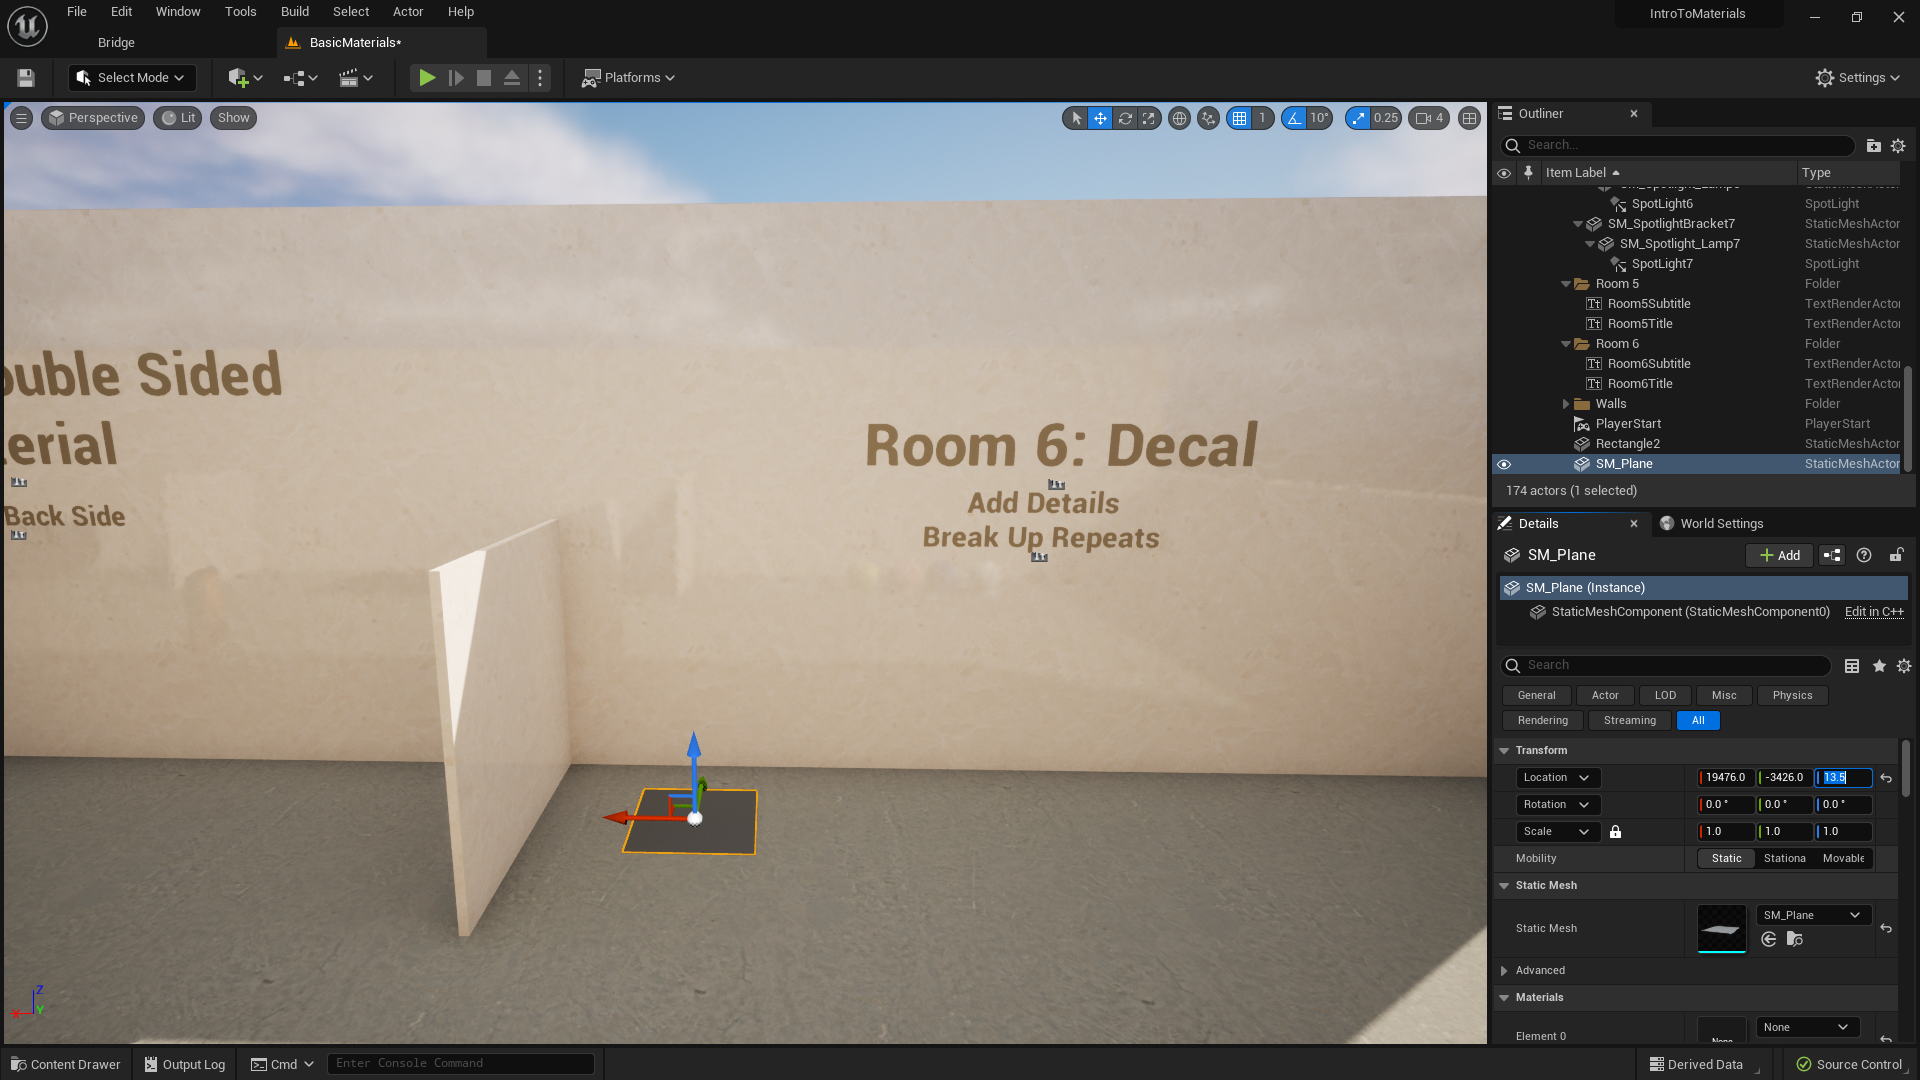 File Edit Window Tools Build Select Actor Help
IntroToMaterials
Bridge
BasicMaterials*
Select Mode
Platforms
Settings
Perspective
Lit
Show
1
10°
0.25
4
ouble Sided
erial
Back Side
Room 6: Decal
Add Details
Break Up Repeats
Z
X
Y
Outliner
Search...
Item Label
Type
SpotLight6 SpotLight
SM_SpotlightBracket7 StaticMeshActor
SM_Spotlight_Lamp7 StaticMeshActor
SpotLight7 SpotLight
Room 5 Folder
Room5Subtitle TextRenderActor
Room5Title TextRenderActor
Room 6 Folder
Room6Subtitle TextRenderActor
Room6Title TextRenderActor
Walls Folder
PlayerStart PlayerStart
Rectangle2 StaticMeshActor
SM_Plane StaticMeshActor
174 actors (1 selected)
Details
World Settings
SM_Plane
Add
SM_Plane (Instance)
StaticMeshComponent (StaticMeshComponent0) Edit in C++
Search
General Actor LOD Misc Physics
Rendering Streaming All
Transform
Location 19476.0 -3426.0 13.5
Rotation 0.0° 0.0° 0.0°
Scale 1.0 1.0 1.0
Mobility Static Stationa Movable
Static Mesh
SM_Plane
Static Mesh
Advanced
Materials
None
Element 0
None
Content Drawer
Output Log
Cmd
Enter Console Command
Derived Data
Source Control